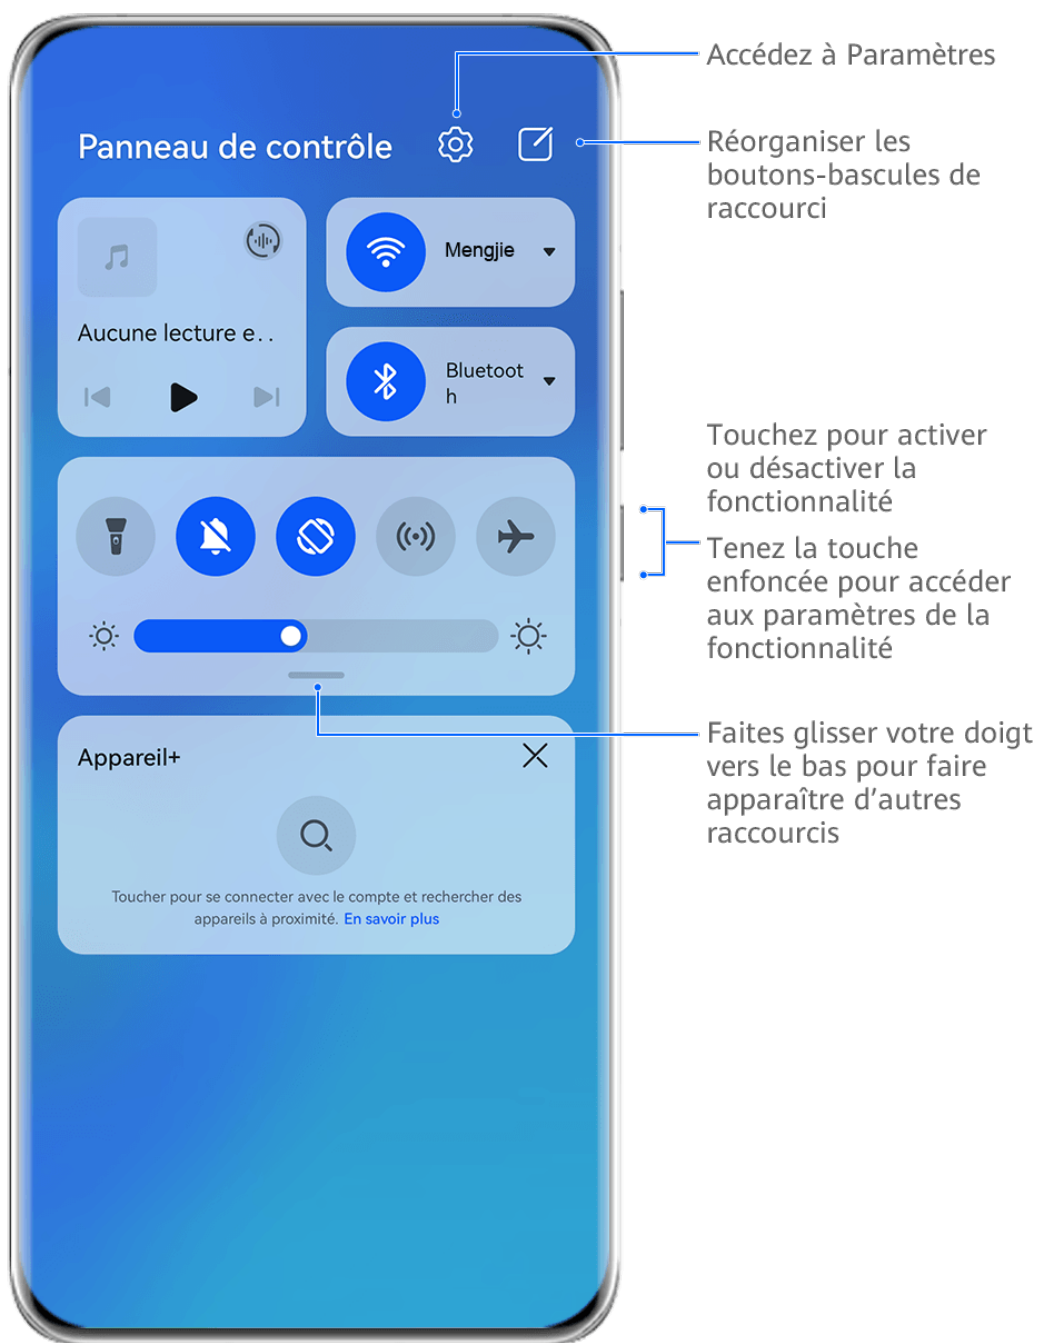 Accédez à Paramètres
Panneau de contrôle
Réorganiser les
boutons-bascules de
raccourci
Mengjie
Aucune lecture e..
Bluetoot
h
Touchez pour activer
ou désactiver la
fonctionnalité
Tenez la touche
enfoncée pour accéder
aux paramètres de la
fonctionnalité
Faites glisser votre doigt
vers le bas pour faire
apparaître d’autres
raccourcis
Appareil+
Toucher pour se connecter avec le compte et rechercher des
appareils à proximité. En savoir plus